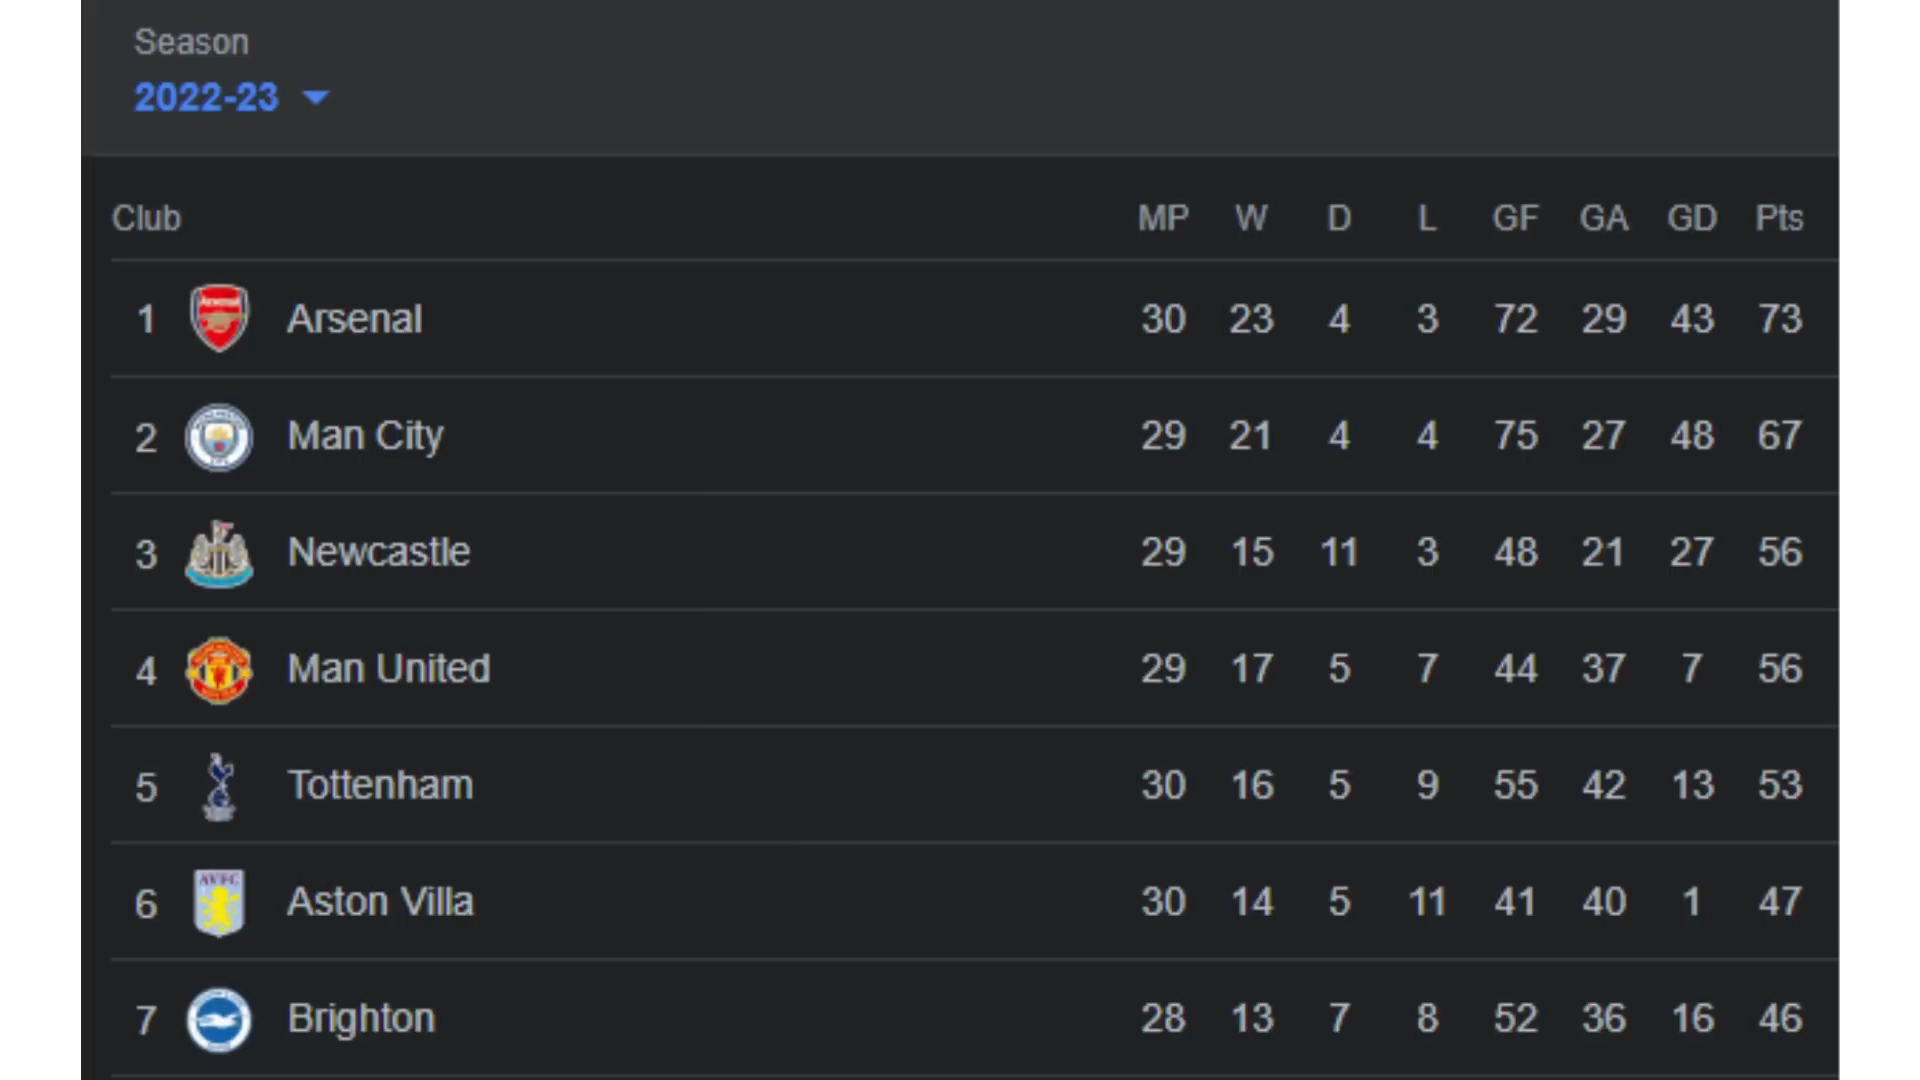 Season
2022-23
Club MP W D L GF GA GD Pts
1 Arsenal 30 23 4 3 72 29 43 73
2 Man City 29 21 4 4 75 27 48 67
3 Newcastle 29 15 11 3 48 21 27 56
4 Man United 29 17 5 7 44 37 7 56
5 Tottenham 30 16 5 9 55 42 13 53
AVFC
6 Aston Villa 30 14 5 11 41 40 1 47
7 Brighton 28 13 7 8 52 36 16 46